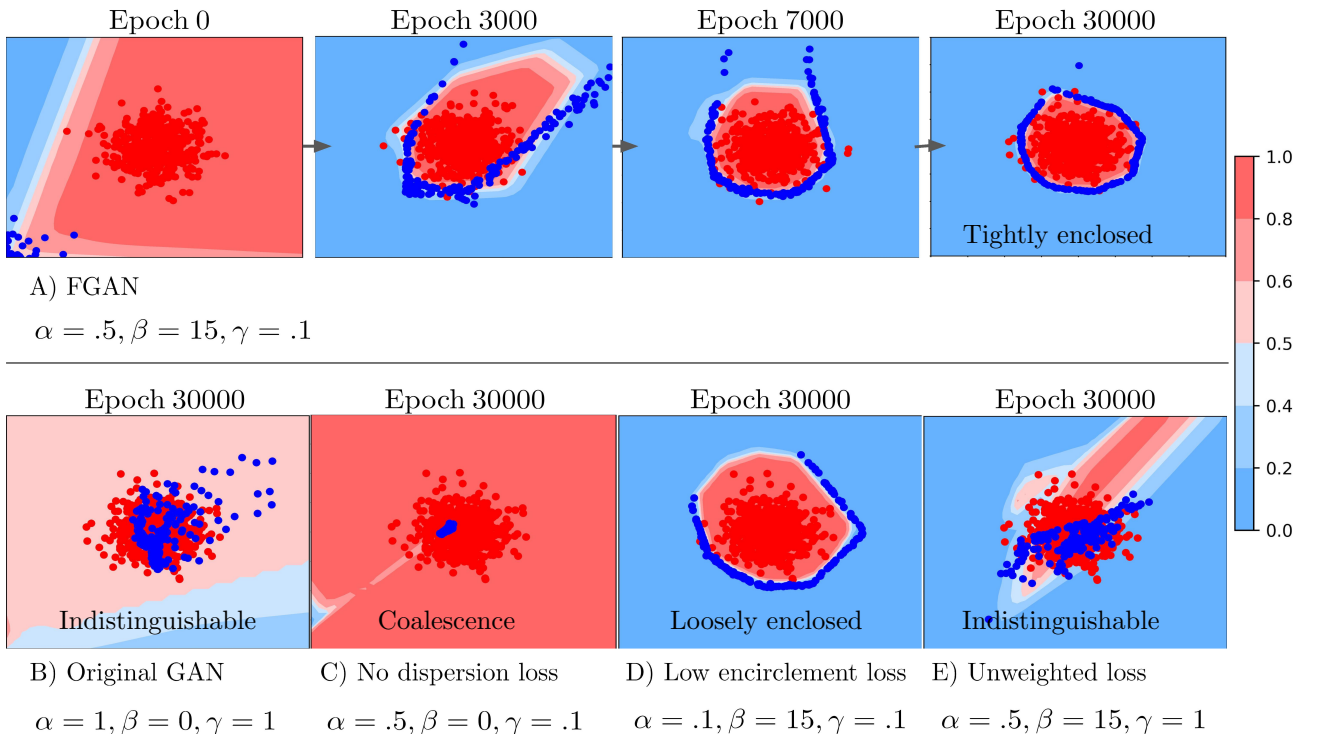 Epoch 0
Epoch 3000
Epoch 7000
Epoch 30000
Tightly enclosed
A) FGAN
α = .5, β = 15, γ = .1
1.0
0.8
0.6
0.5
0.4
0.2
0.0
Epoch 30000
Epoch 30000
Epoch 30000
Epoch 30000
Indistinguishable
Coalescence
Loosely enclosed
Indistinguishable
B) Original GAN
C) No dispersion loss
D) Low encirclement loss
E) Unweighted loss
α = 1, β = 0, γ = 1
α = .5, β = 0, γ = .1
α = .1, β = 15, γ = .1
α = .5, β = 15, γ = 1